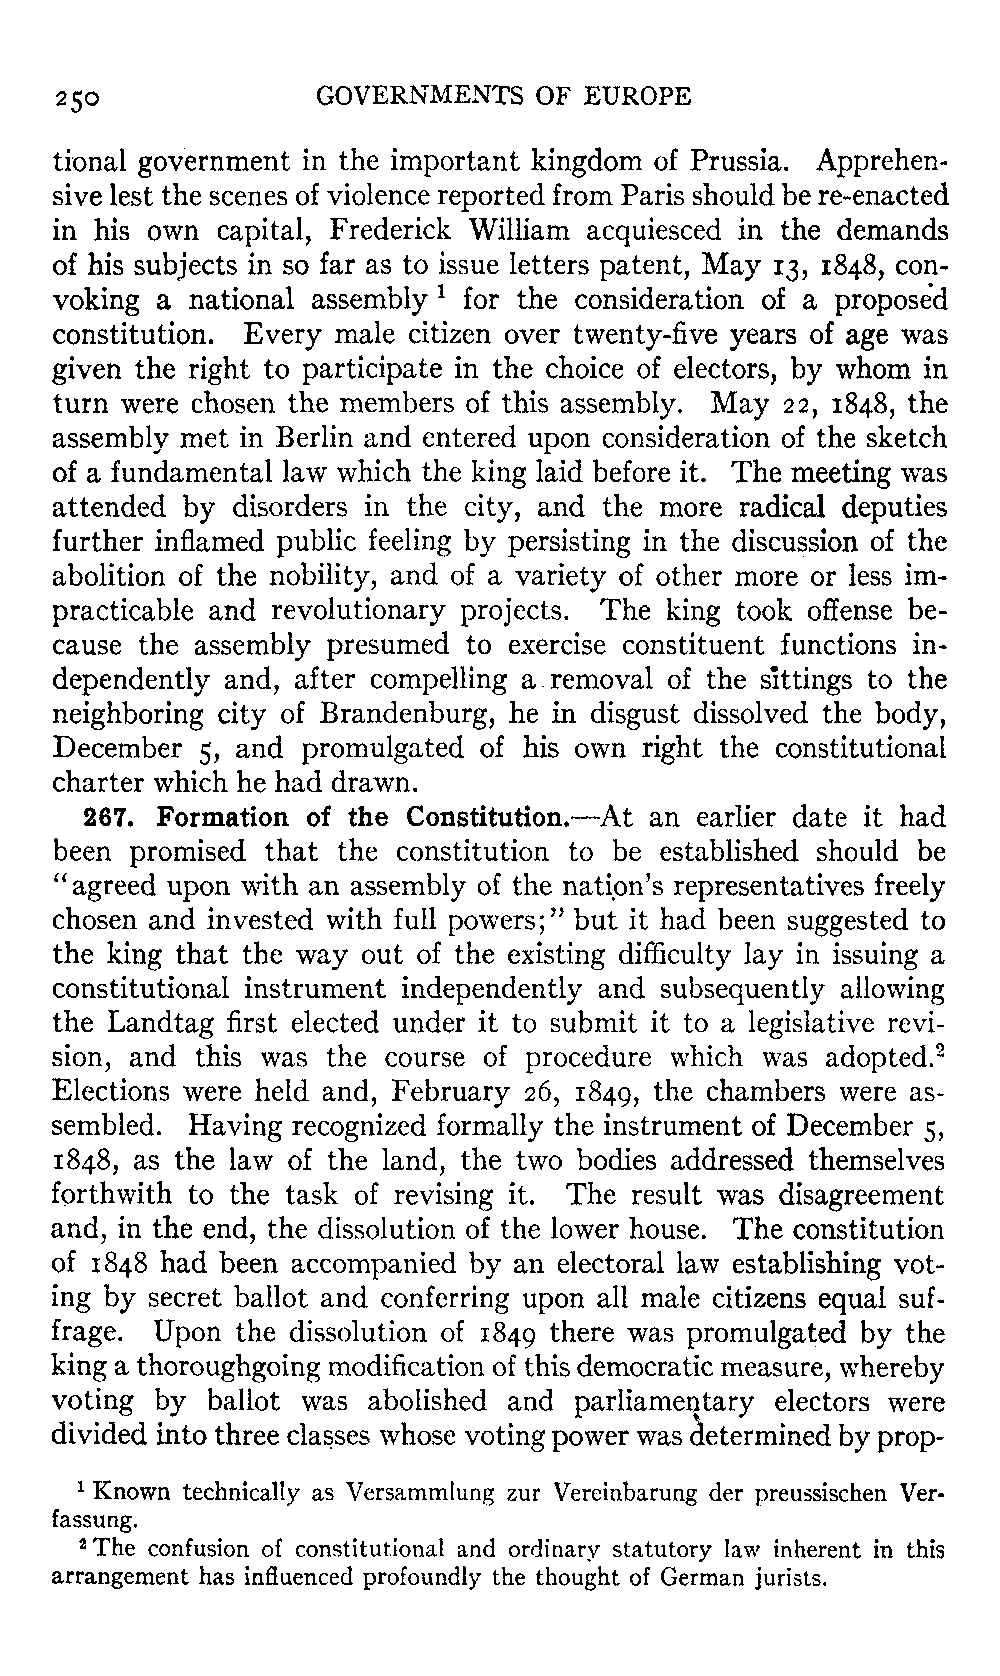 250 GOVERNMENTS OF EUROPE
tional government in the important kingdom of Prussia. Apprehen-
sive lest the scenes of violence reported from Paris should be re-enacted
in his own capital, Frederick William acquiesced in the demands
of his subjects in so far as to issue letters patent, May 13, 1848, con-
voking a national assembly ¹ for the consideration of a proposed
constitution. Every male citizen over twenty-five years of age was
given the right to participate in the choice of electors, by whom in
turn were chosen the members of this assembly. May 22, 1848, the
assembly met in Berlin and entered upon consideration of the sketch
of a fundamental law which the king laid before it. The meeting was
attended by disorders in the city, and the more radical deputies
further inflamed public feeling by persisting in the discussion of the
abolition of the nobility, and of a variety of other more or less im-
practicable and revolutionary projects. The king took offense be-
cause the assembly presumed to exercise constituent functions in-
dependently and, after compelling a removal of the sittings to the
neighboring city of Brandenburg, he in disgust dissolved the body,
December 5, and promulgated of his own right the constitutional
charter which he had drawn.
267. Formation of the Constitution.—At an earlier date it had
been promised that the constitution to be established should be
"agreed upon with an assembly of the nation's representatives freely
chosen and invested with full powers;" but it had been suggested to
the king that the way out of the existing difficulty lay in issuing a
constitutional instrument independently and subsequently allowing
the Landtag first elected under it to submit it to a legislative revi-
sion, and this was the course of procedure which was adopted.²
Elections were held and, February 26, 1849, the chambers were as-
sembled. Having recognized formally the instrument of December 5,
1848, as the law of the land, the two bodies addressed themselves
forthwith to the task of revising it. The result was disagreement
and, in the end, the dissolution of the lower house. The constitution
of 1848 had been accompanied by an electoral law establishing vot-
ing by secret ballot and conferring upon all male citizens equal suf-
frage. Upon the dissolution of 1849 there was promulgated by the
king a thoroughgoing modification of this democratic measure, whereby
voting by ballot was abolished and parliamentary electors were
divided into three classes whose voting power was determined by prop-
¹ Known technically as Versammlung zur Vereinbarung der preussischen Ver-
fassung.
² The confusion of constitutional and ordinary statutory law inherent in this
arrangement has influenced profoundly the thought of German jurists.